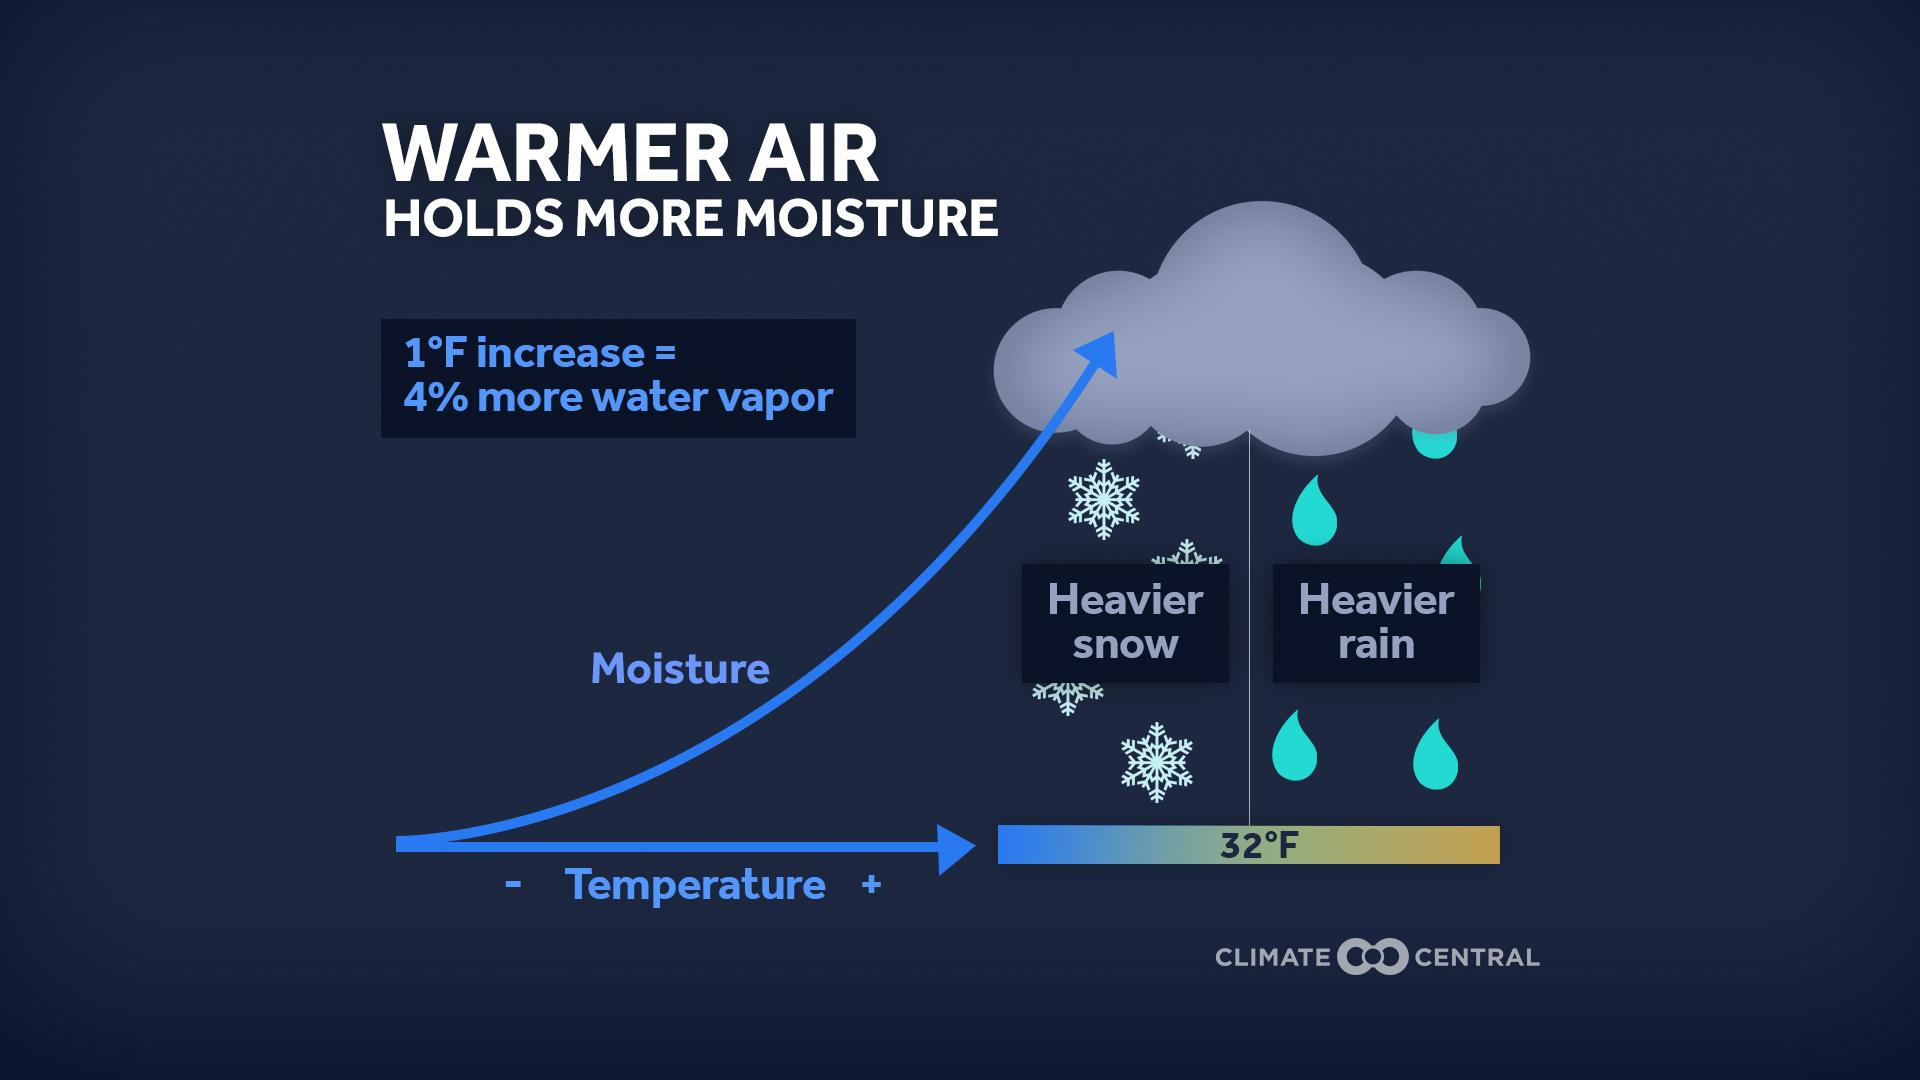 WARMER AIR
HOLDS MORE MOISTURE
1°F increase =
4% more water vapor
Moisture
- Temperature +
Heavier
snow
Heavier
rain
32°F
CLIMATE CENTRAL